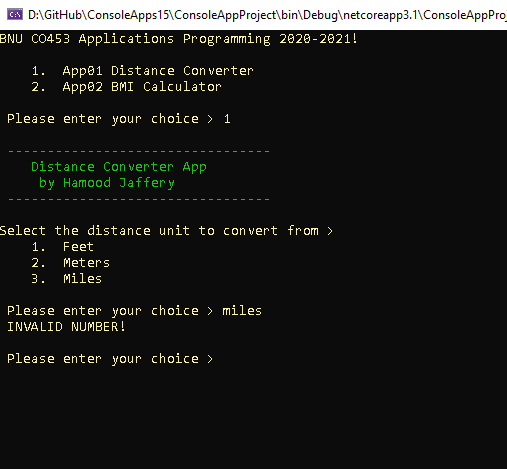 D:\GitHub\ConsoleApps15\ConsoleAppProject\bin\Debug\netcoreapp3.1\ConsoleAppProj
BNU CO453 Applications Programming 2020-2021!
1. App01 Distance Converter
2. App02 BMI Calculator
Please enter your choice > 1
---------------------------------
Distance Converter App
by Hamood Jaffery
---------------------------------
Select the distance unit to convert from >
1. Feet
2. Meters
3. Miles
Please enter your choice > miles
INVALID NUMBER!
Please enter your choice >